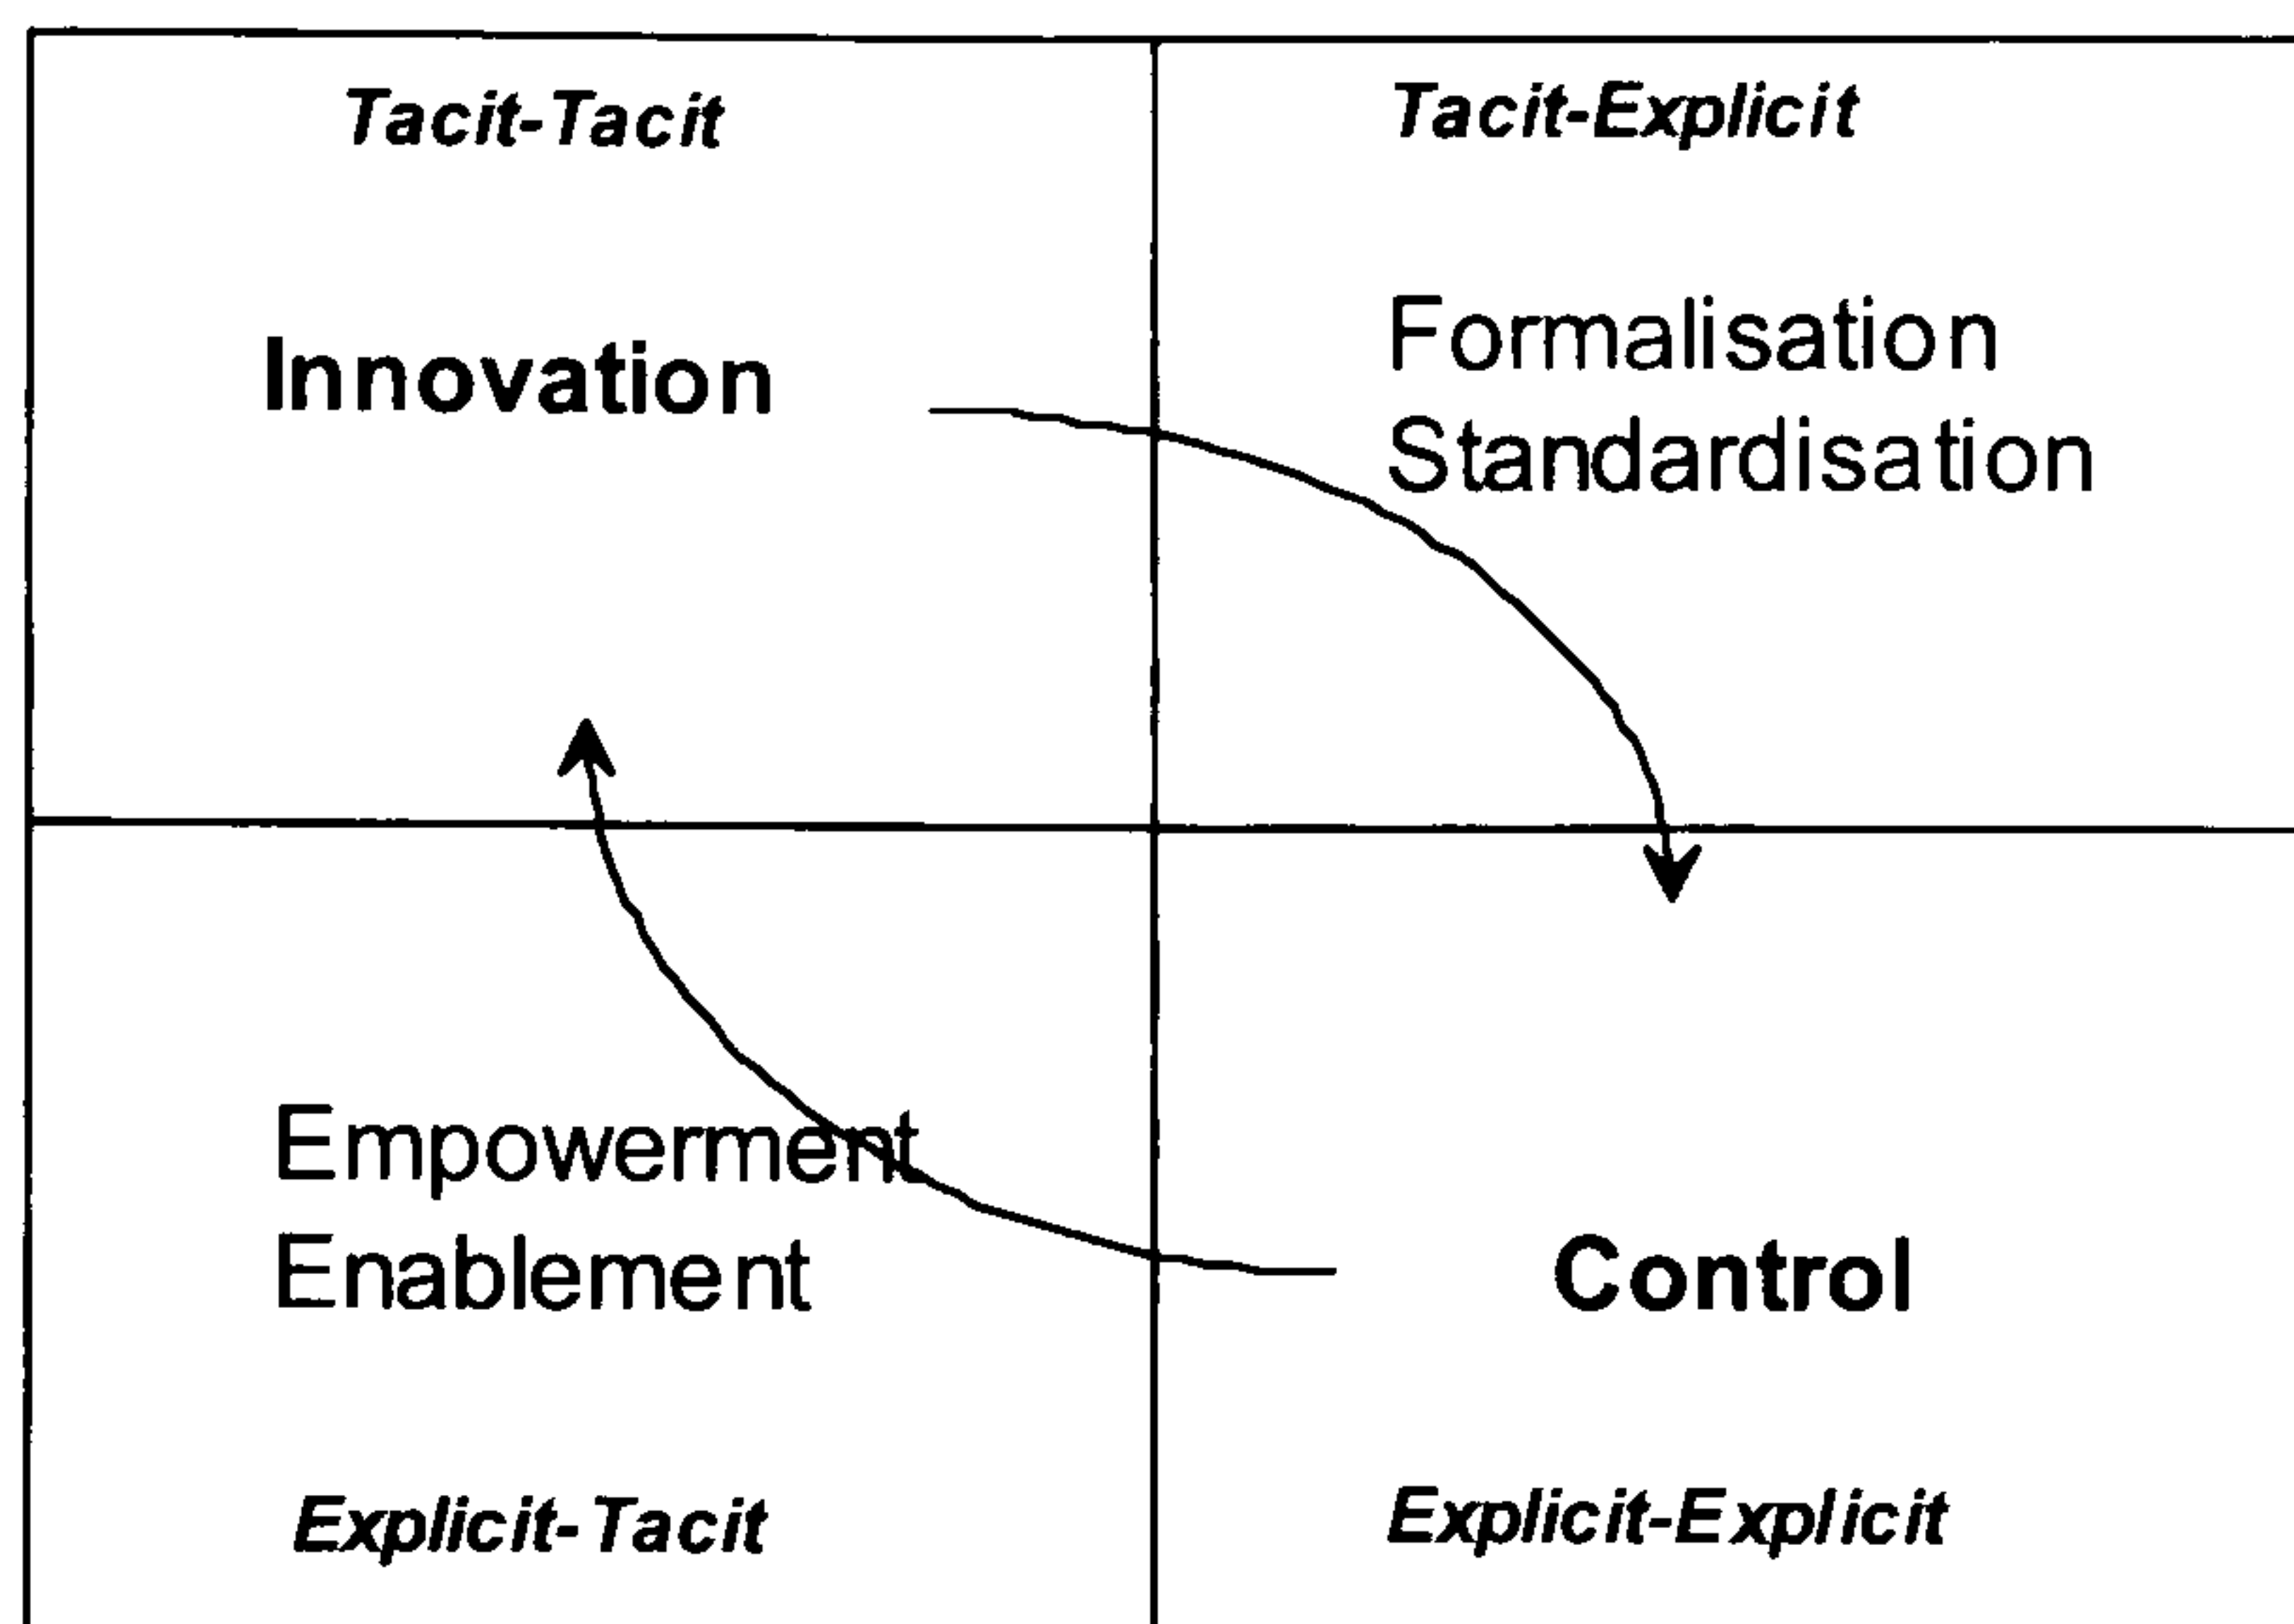 Tacit-Tacit
Tacit-Explicit
Innovation
Formalisation
Standardisation
Empowerment
Enablement
Control
Explicit-Tacit
Explicit-Explicit